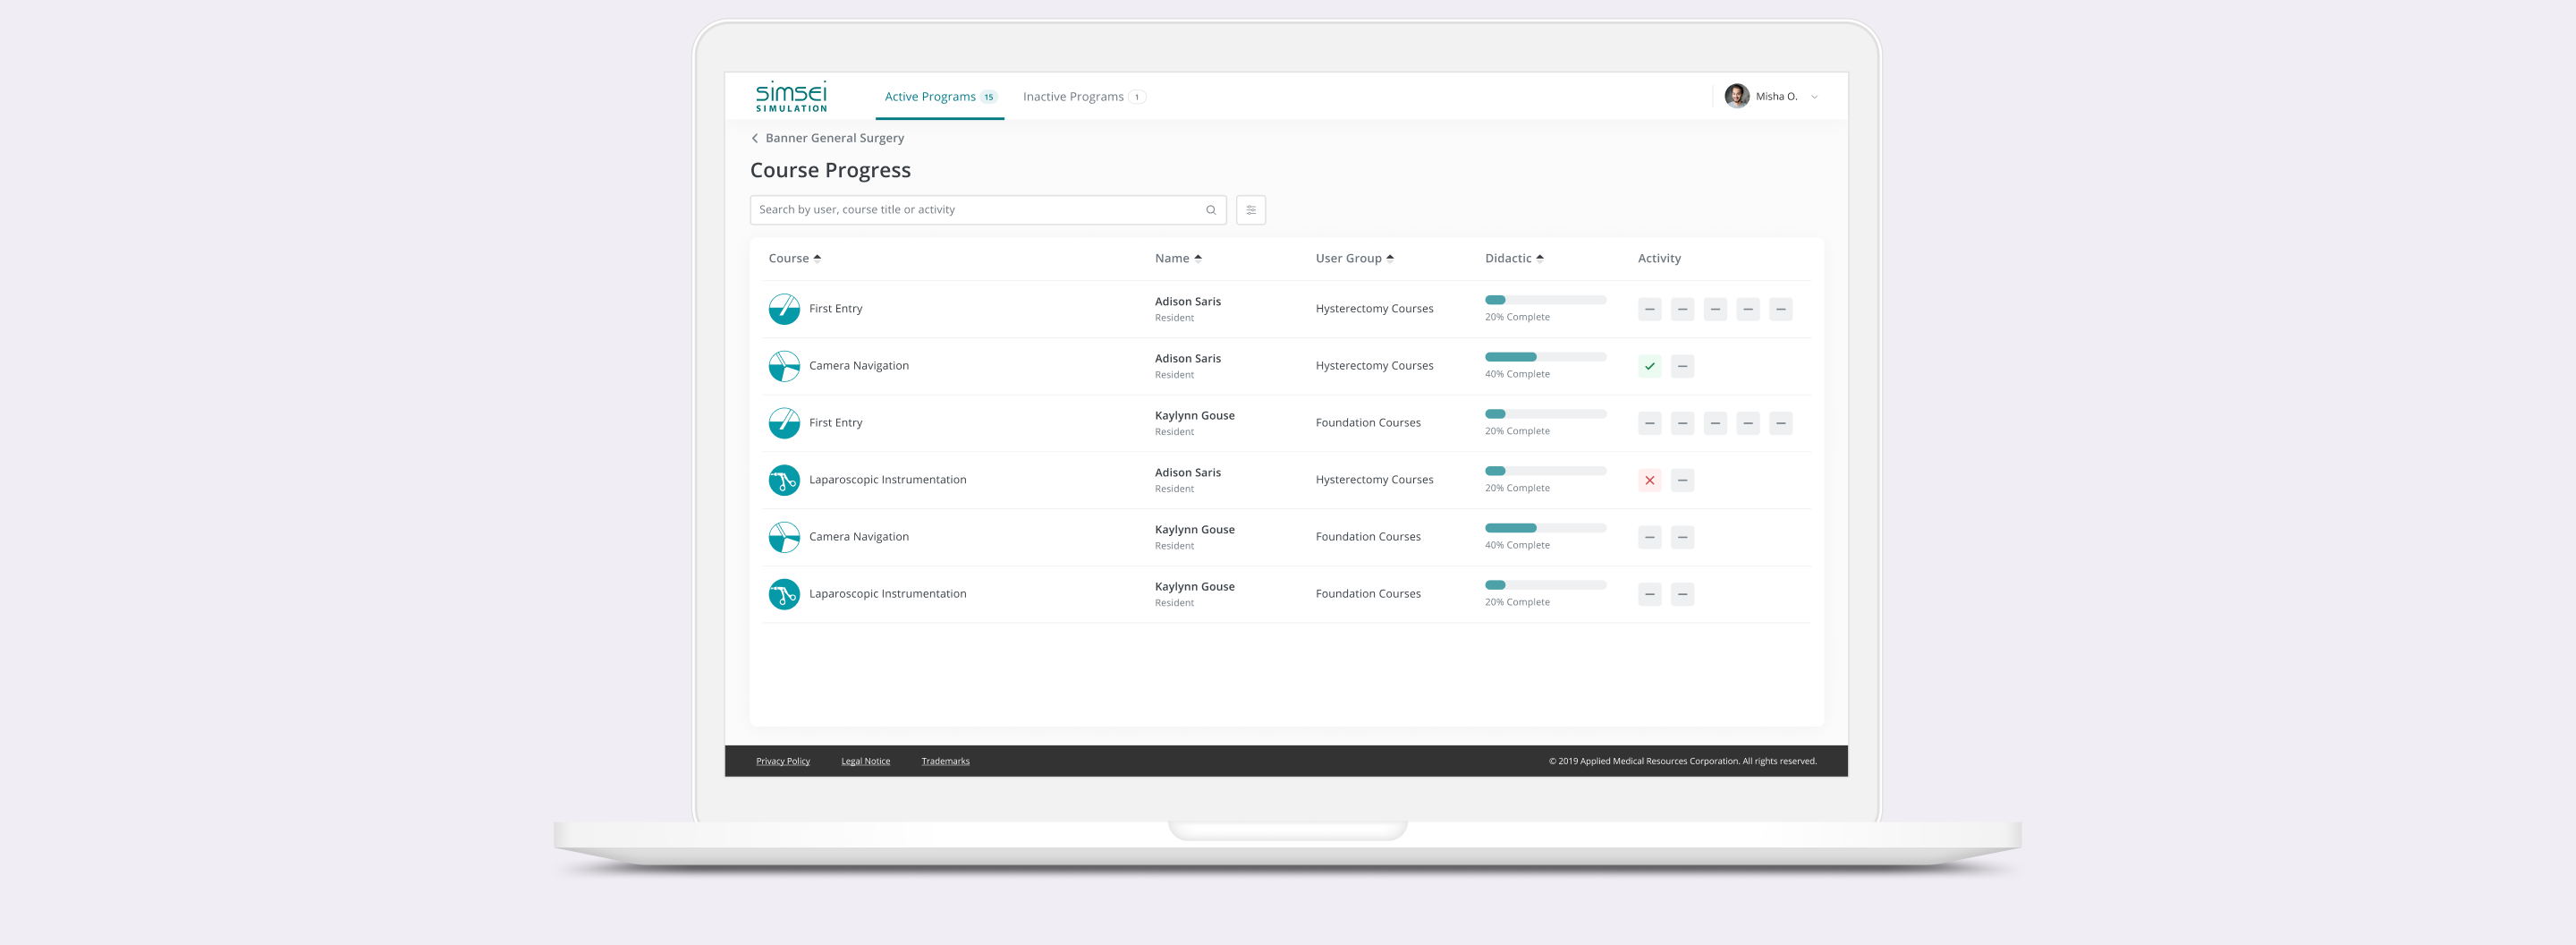 SIMSEI
SIMULATION
Active Programs 15
Inactive Programs 1
Misha O.
Banner General Surgery
Course Progress
Search by user, course title or activity
Course Name User Group Didactic Activity
First Entry
Adison Saris
Resident
Hysterectomy Courses
20% Complete
Camera Navigation
Adison Saris
Resident
Hysterectomy Courses
40% Complete
First Entry
Kaylynn Gouse
Resident
Foundation Courses
20% Complete
Laparoscopic Instrumentation
Adison Saris
Resident
Hysterectomy Courses
20% Complete
Camera Navigation
Kaylynn Gouse
Resident
Foundation Courses
40% Complete
Laparoscopic Instrumentation
Kaylynn Gouse
Resident
Foundation Courses
20% Complete
Privacy Policy Legal Notice Trademarks © 2019 Applied Medical Resources Corporation. All rights reserved.